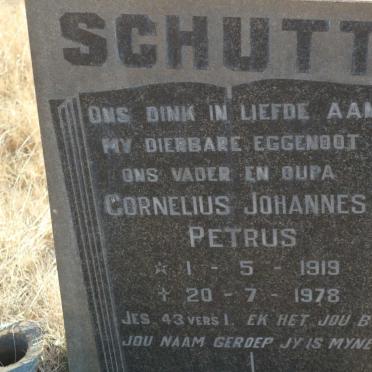 SCHUTT
ONS DINK IN LIEFDE AAN
MY DIERBARE EGGENOOT
ONS VADER EN OUPA
CORNELIUS JOHANNES
PETRUS
☆ 1 - 5 - 1919
✝ 20 - 7 - 1978
JES. 43 VERS 1. EK HET JOU B
JOU NAAM GEROEP JY IS MYNE